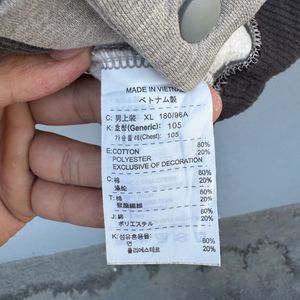 MADE IN VIETNAM
ベトナム製
C: 男上装 XL 180/96A
K: 호칭(Generic): 105
가슴둘레(Chest): 105
E: COTTON 80%
POLYESTER 20%
EXCLUSIVE OF DECORATION
C: 棉 80%
涤纶 20%
T: 棉 80%
聚酯纖維 20%
J: 綿 80%
ポリエステル 20%
K: 섬유혼용율
면 80%
폴리에스테르 20%